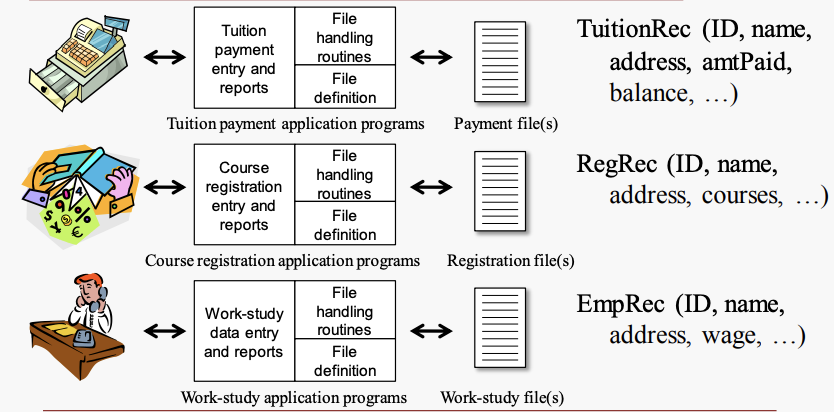 Tuition
payment
entry and
reports
File
handling
routines
File
definition
Tuition payment application programs
Payment file(s)
TuitionRec (ID, name,
address, amtPaid,
balance, …)
Course
registration
entry and
reports
File
handling
routines
File
definition
Course registration application programs
Registration file(s)
RegRec (ID, name,
address, courses, …)
Work-study
data entry
and reports
File
handling
routines
File
definition
Work-study application programs
Work-study file(s)
EmpRec (ID, name,
address, wage, …)